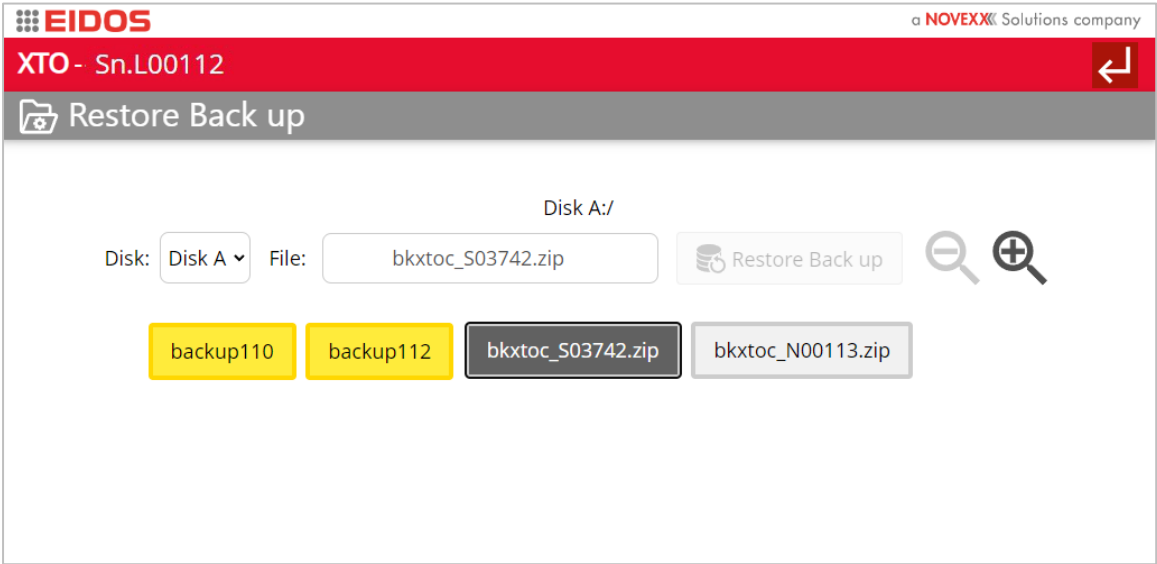 EIDOS
a NOVEXX Solutions company
XTO - Sn.L00112
Restore Back up
Disk A:/
Disk: Disk A File: bkxtoc_S03742.zip Restore Back up
backup110 backup112 bkxtoc_S03742.zip bkxtoc_N00113.zip